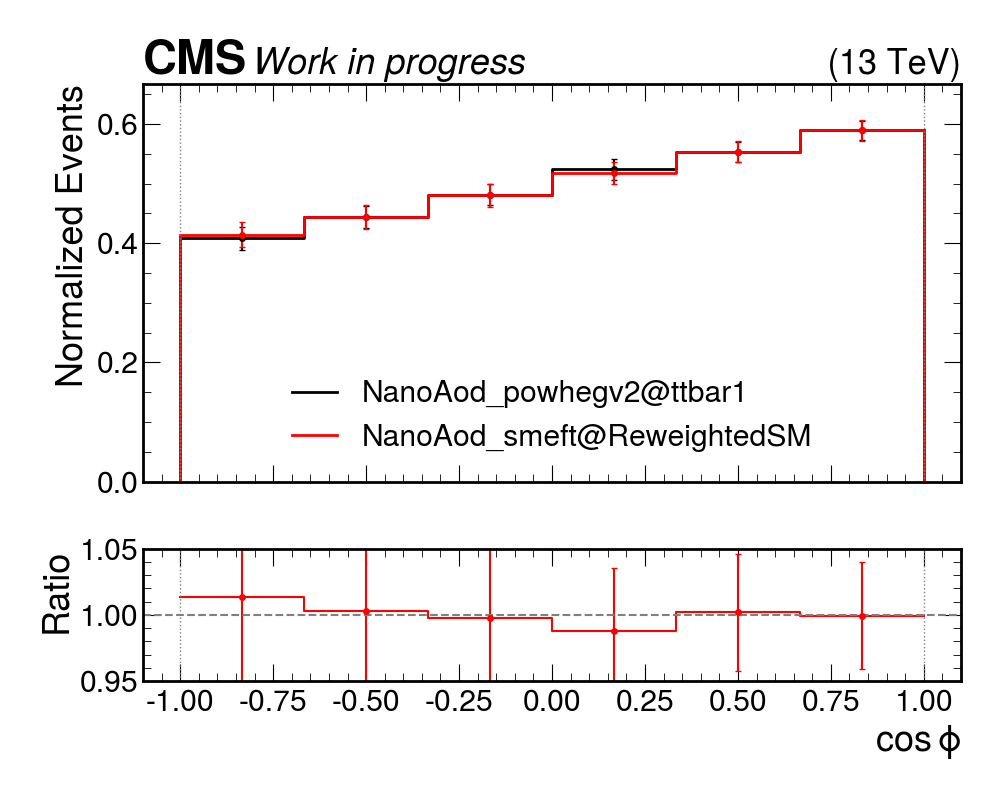 CMS Work in progress (13 TeV)
Normalized Events
0.6
0.4
0.2
0.0
NanoAod_powhegv2@ttbar1
NanoAod_smeft@ReweightedSM
Ratio
1.05
1.00
0.95
-1.00 -0.75 -0.50 -0.25 0.00 0.25 0.50 0.75 1.00
cos ϕ